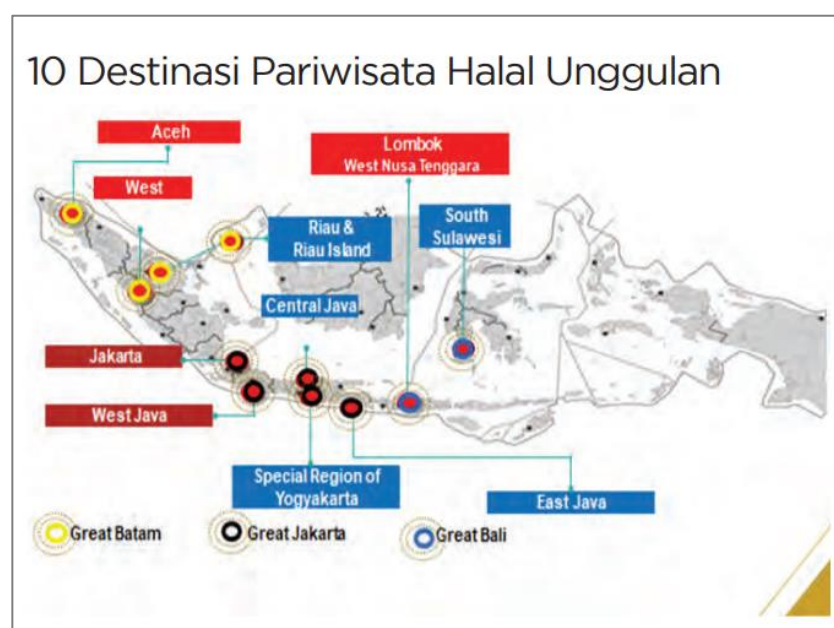 10 Destinasi Pariwisata Halal Unggulan
Aceh
West
Lombok
West Nusa Tenggara
Riau &
Riau Island
South
Sulawesi
Central Java
Jakarta
West Java
Special Region of
Yogyakarta
East Java
Great Batam
Great Jakarta
Great Bali